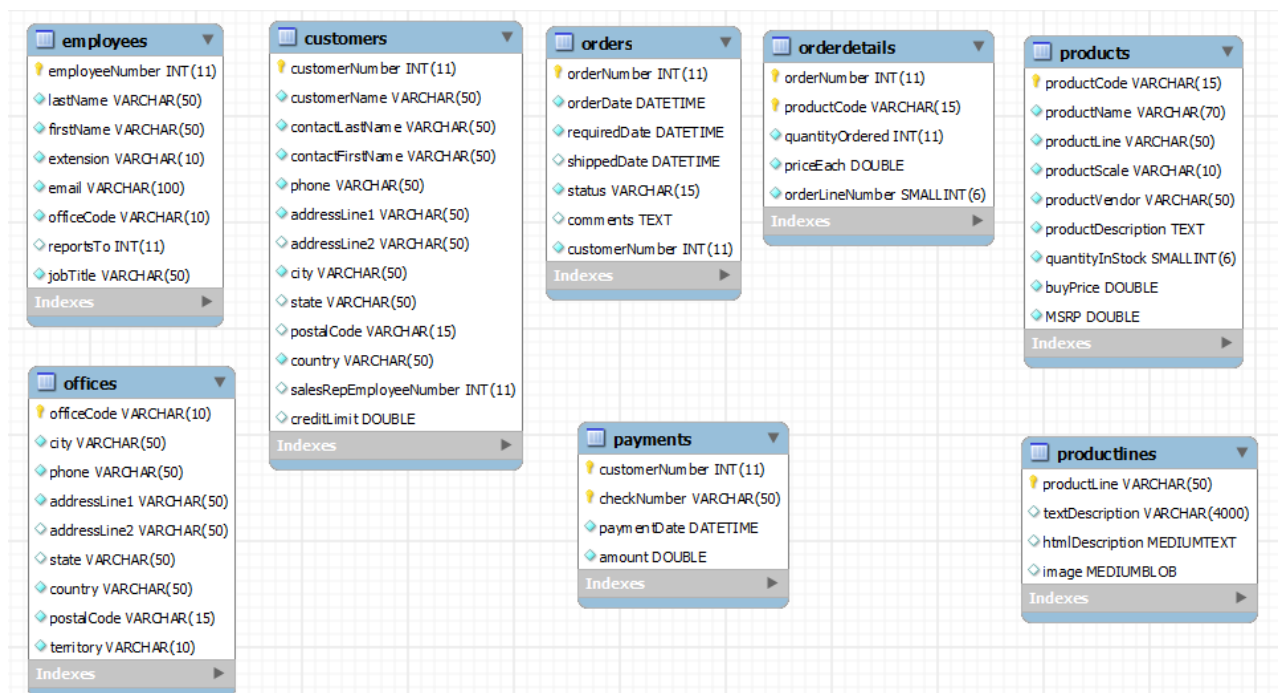 employees
employeeNumber INT(11)
lastName VARCHAR(50)
firstName VARCHAR(50)
extension VARCHAR(10)
email VARCHAR(100)
officeCode VARCHAR(10)
reportsTo INT(11)
jobTitle VARCHAR(50)
Indexes
customers
customerNumber INT(11)
customerName VARCHAR(50)
contactLastName VARCHAR(50)
contactFirstName VARCHAR(50)
phone VARCHAR(50)
addressLine1 VARCHAR(50)
addressLine2 VARCHAR(50)
city VARCHAR(50)
state VARCHAR(50)
postalCode VARCHAR(15)
country VARCHAR(50)
salesRepEmployeeNumber INT(11)
creditLimit DOUBLE
Indexes
orders
orderNumber INT(11)
orderDate DATETIME
requiredDate DATETIME
shippedDate DATETIME
status VARCHAR(15)
comments TEXT
customerNumber INT(11)
Indexes
orderdetails
orderNumber INT(11)
productCode VARCHAR(15)
quantityOrdered INT(11)
priceEach DOUBLE
orderLineNumber SMALLINT(6)
Indexes
products
productCode VARCHAR(15)
productName VARCHAR(70)
productLine VARCHAR(50)
productScale VARCHAR(10)
productVendor VARCHAR(50)
productDescription TEXT
quantityInStock SMALLINT(6)
buyPrice DOUBLE
MSRP DOUBLE
Indexes
offices
officeCode VARCHAR(10)
city VARCHAR(50)
phone VARCHAR(50)
addressLine1 VARCHAR(50)
addressLine2 VARCHAR(50)
state VARCHAR(50)
country VARCHAR(50)
postalCode VARCHAR(15)
territory VARCHAR(10)
Indexes
payments
customerNumber INT(11)
checkNumber VARCHAR(50)
paymentDate DATETIME
amount DOUBLE
Indexes
productlines
productLine VARCHAR(50)
textDescription VARCHAR(4000)
htmlDescription MEDIUMTEXT
image MEDIUMBLOB
Indexes